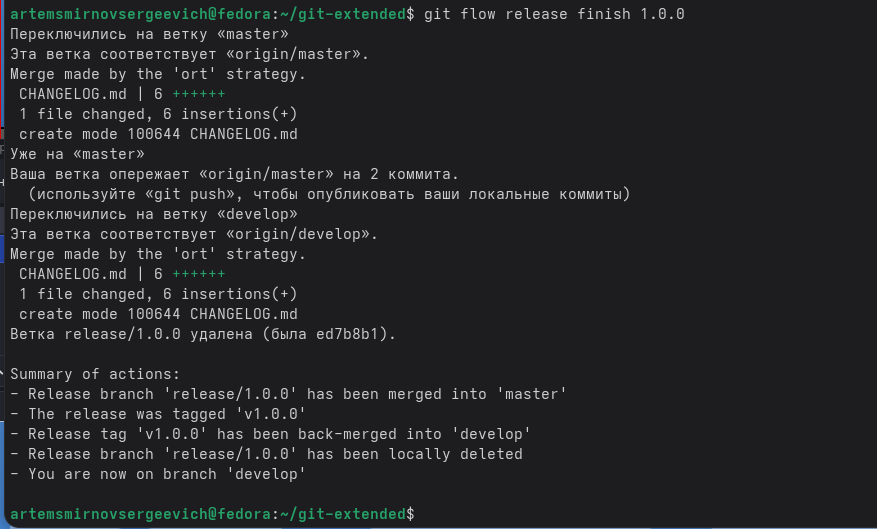 artemsmirnovsergeevich@fedora:~/git-extended$ git flow release finish 1.0.0
Переключились на ветку «master»
Эта ветка соответствует «origin/master».
Merge made by the 'ort' strategy.
 CHANGELOG.md | 6 ++++++
 1 file changed, 6 insertions(+)
 create mode 100644 CHANGELOG.md
Уже на «master»
Ваша ветка опережает «origin/master» на 2 коммита.
  (используйте «git push», чтобы опубликовать ваши локальные коммиты)
Переключились на ветку «develop»
Эта ветка соответствует «origin/develop».
Merge made by the 'ort' strategy.
 CHANGELOG.md | 6 ++++++
 1 file changed, 6 insertions(+)
 create mode 100644 CHANGELOG.md
Ветка release/1.0.0 удалена (была ed7b8b1).

Summary of actions:
- Release branch 'release/1.0.0' has been merged into 'master'
- The release was tagged 'v1.0.0'
- Release tag 'v1.0.0' has been back-merged into 'develop'
- Release branch 'release/1.0.0' has been locally deleted
- You are now on branch 'develop'

artemsmirnovsergeevich@fedora:~/git-extended$